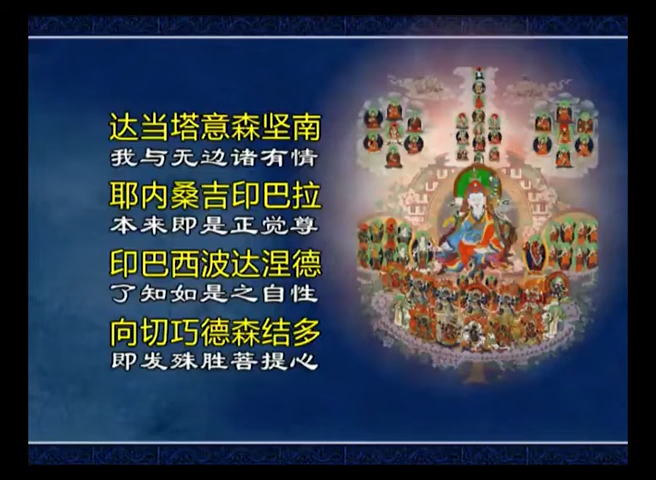 达当塔意森坚南
我与无边诸有情
耶内桑吉印巴拉
本来即是正觉尊
印巴西波达涅德
了知如是之自性
向切巧德森结多
即发殊胜菩提心